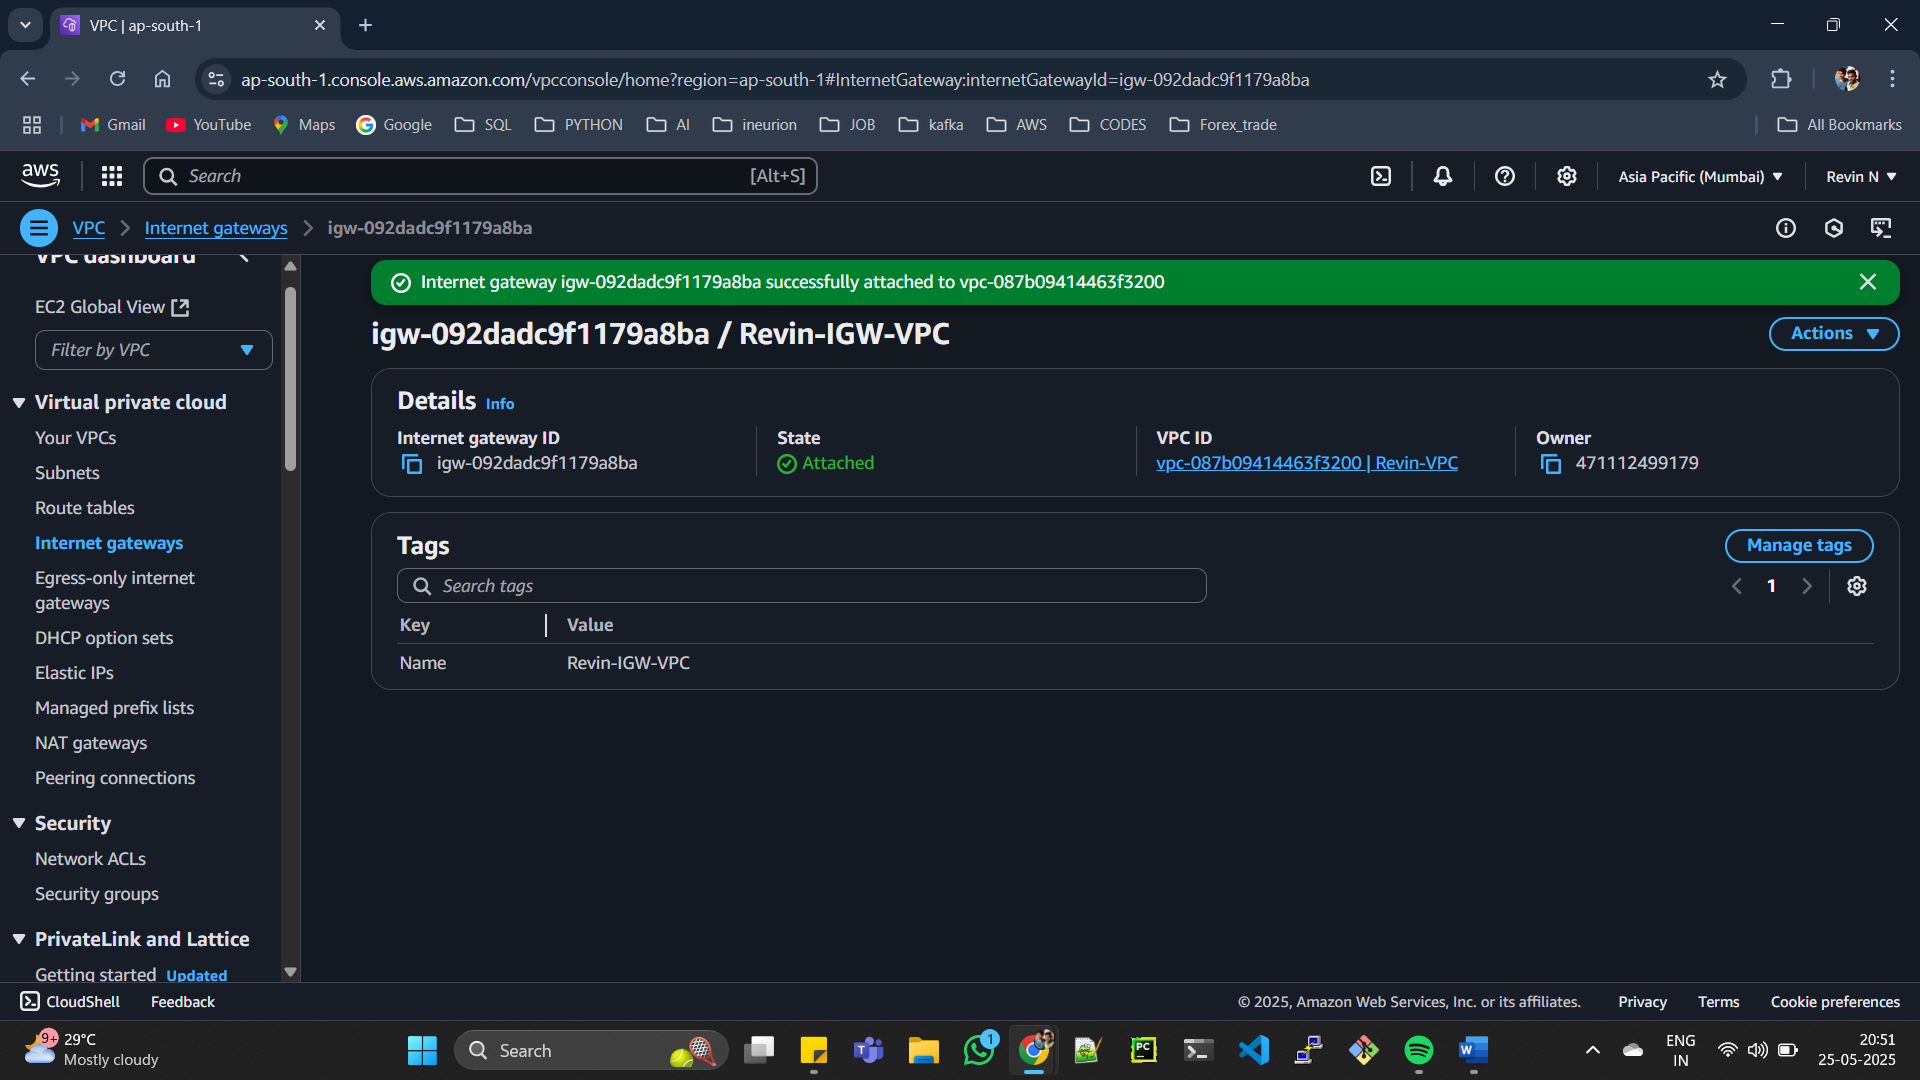 VPC | ap-south-1
ap-south-1.console.aws.amazon.com/vpcconsole/home?region=ap-south-1#InternetGateway:internetGatewayId=igw-092dadc9f1179a8ba
Gmail YouTube Maps Google SQL PYTHON AI ineurion JOB kafka AWS CODES Forex_trade All Bookmarks
aws Search [Alt+S] Asia Pacific (Mumbai) Revin N
VPC Internet gateways igw-092dadc9f1179a8ba
VPC dashboard
EC2 Global View
Filter by VPC
Virtual private cloud
Your VPCs
Subnets
Route tables
Internet gateways
Egress-only internet
gateways
DHCP option sets
Elastic IPs
Managed prefix lists
NAT gateways
Peering connections
Security
Network ACLs
Security groups
PrivateLink and Lattice
Getting started Updated
Internet gateway igw-092dadc9f1179a8ba successfully attached to vpc-087b09414463f3200
igw-092dadc9f1179a8ba / Revin-IGW-VPC
Actions
Details Info
Internet gateway ID State VPC ID Owner
igw-092dadc9f1179a8ba Attached vpc-087b09414463f3200 | Revin-VPC 471112499179
Tags
Manage tags
Search tags
1
Key Value
Name Revin-IGW-VPC
CloudShell Feedback © 2025, Amazon Web Services, Inc. or its affiliates. Privacy Terms Cookie preferences
9+ 29°C
Mostly cloudy
Search
1
ENG
IN
20:51
25-05-2025